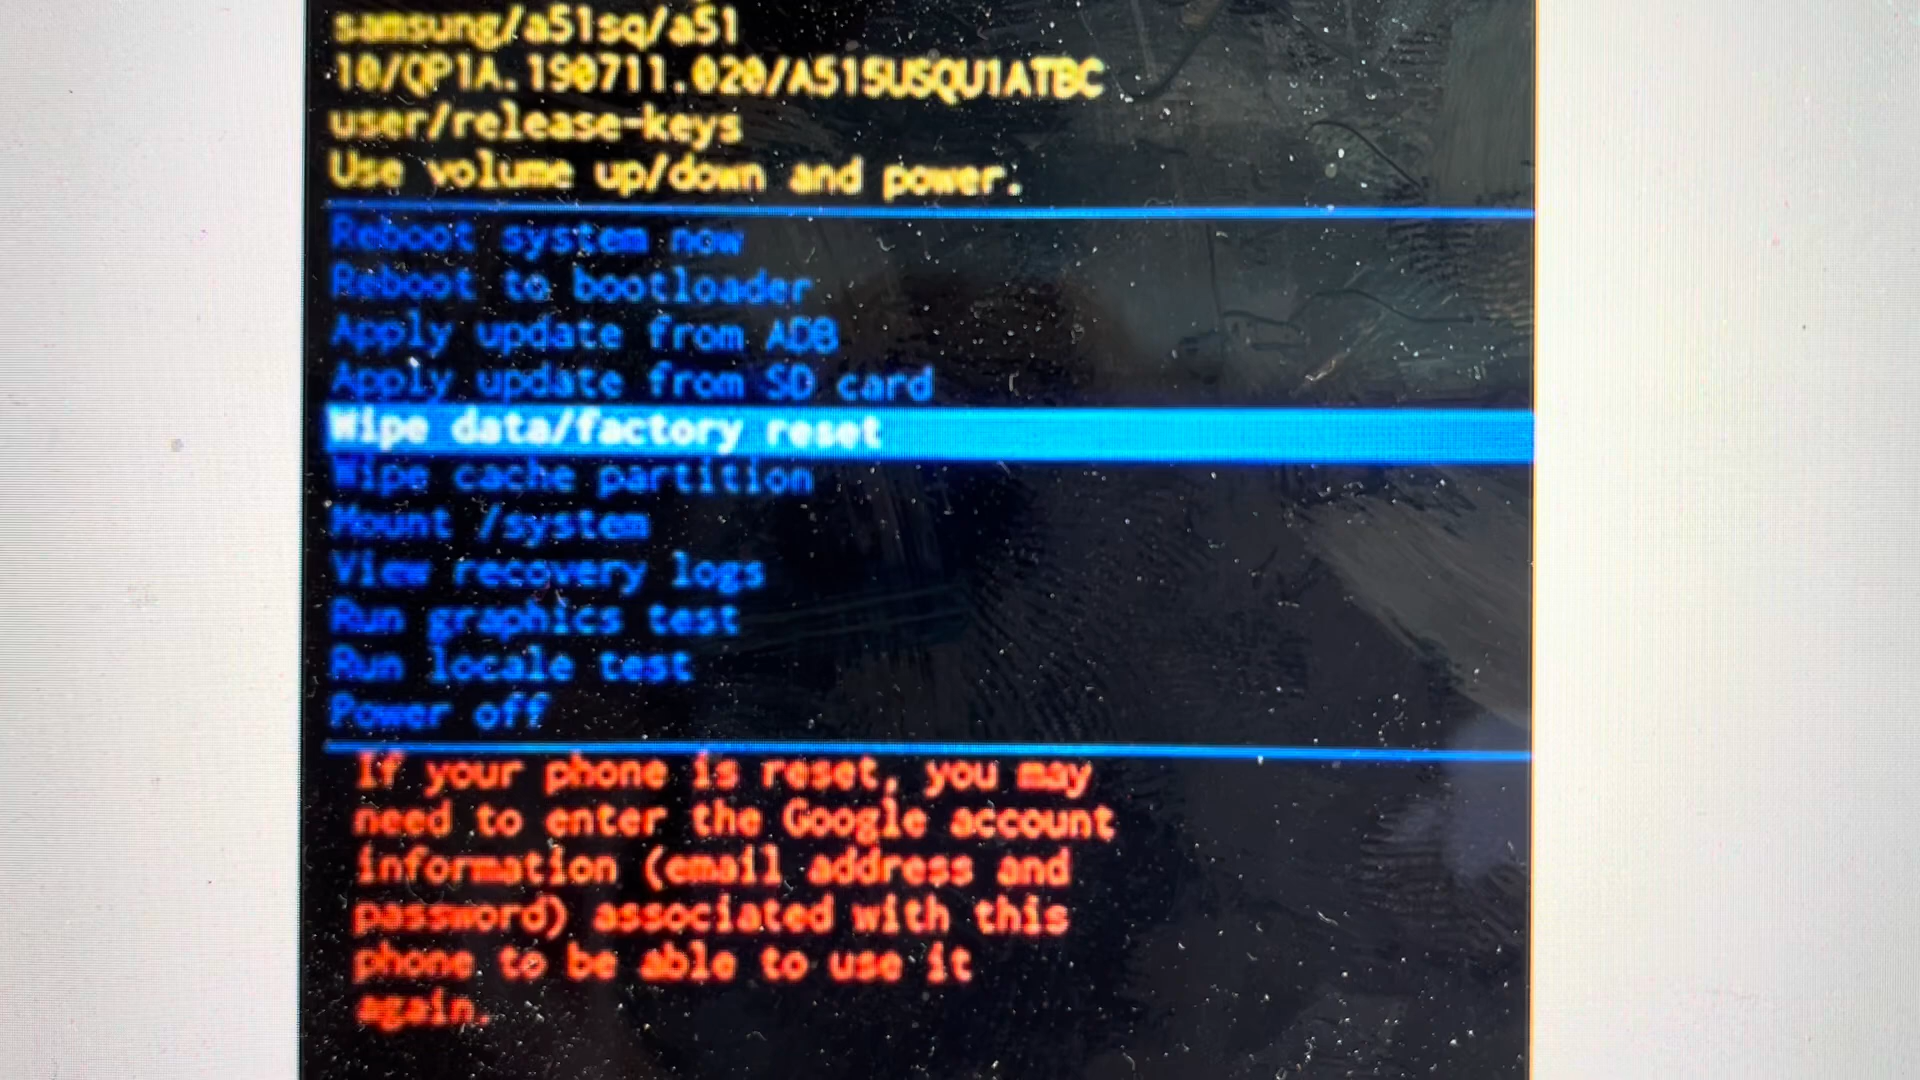 samsung/a51sq/a51
10/QP1A.190711.020/A515USQU1ATBC
user/release-keys
Use volume up/down and power.
Reboot system now
Reboot to bootloader
Apply update from ADB
Apply update from SD card
Wipe data/factory reset
Wipe cache partition
Mount /system
View recovery logs
Run graphics test
Run locale test
Power off
If your phone is reset, you may
need to enter the Google account
information (email address and
password) associated with this
phone to be able to use it
again.